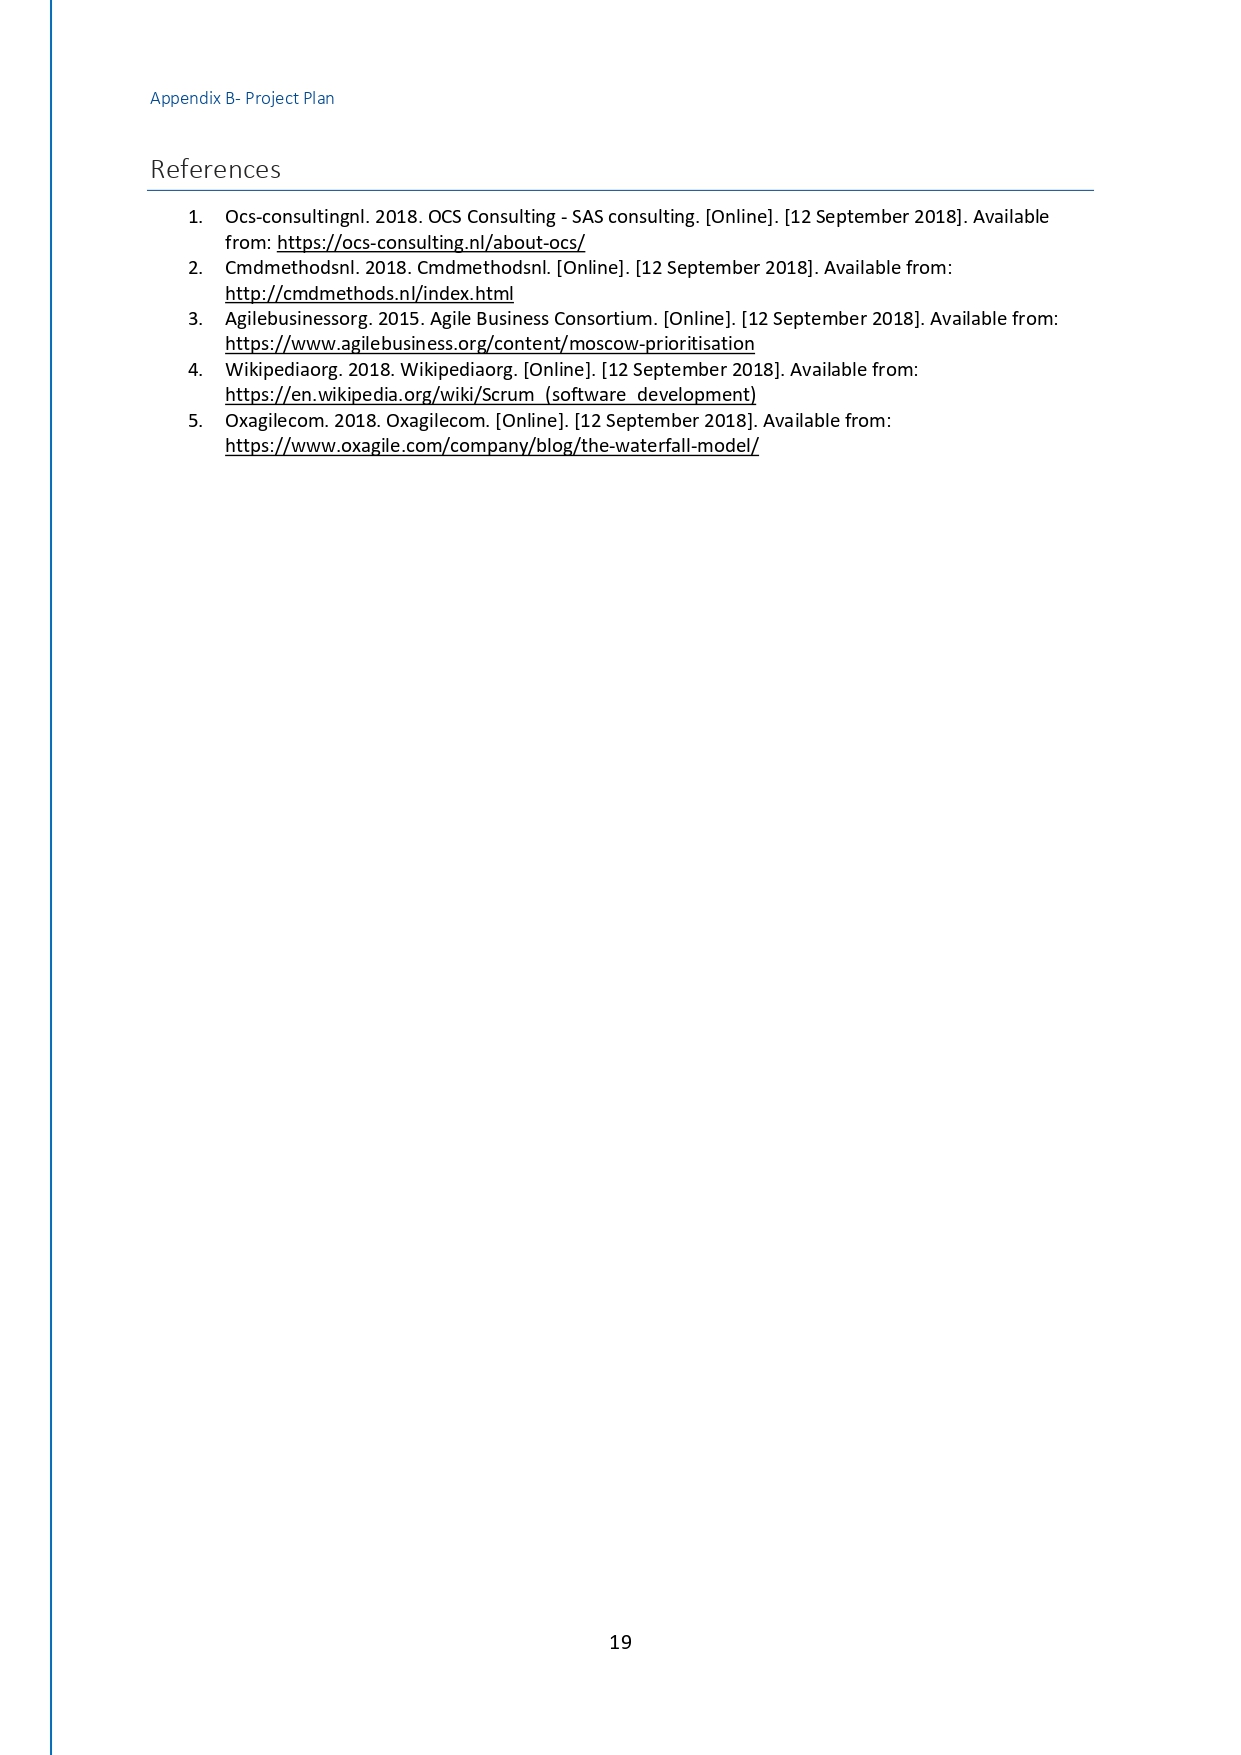 Appendix B- Project Plan
References
1. Ocs-consultingnl. 2018. OCS Consulting - SAS consulting. [Online]. [12 September 2018]. Available
from: https://ocs-consulting.nl/about-ocs/
2. Cmdmethodsnl. 2018. Cmdmethodsnl. [Online]. [12 September 2018]. Available from:
http://cmdmethods.nl/index.html
3. Agilebusinessorg. 2015. Agile Business Consortium. [Online]. [12 September 2018]. Available from:
https://www.agilebusiness.org/content/moscow-prioritisation
4. Wikipediaorg. 2018. Wikipediaorg. [Online]. [12 September 2018]. Available from:
https://en.wikipedia.org/wiki/Scrum_(software_development)
5. Oxagilecom. 2018. Oxagilecom. [Online]. [12 September 2018]. Available from:
https://www.oxagile.com/company/blog/the-waterfall-model/
19